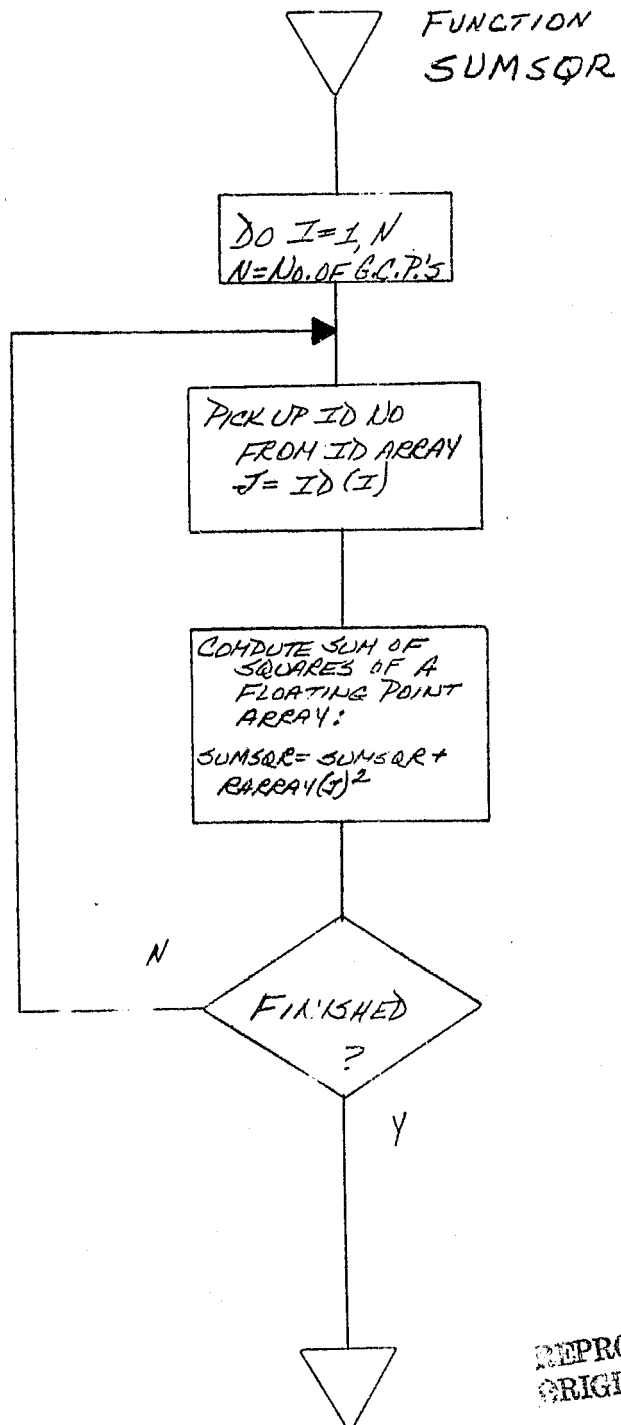 FUNCTION
SUMSQR
DO I=1, N
N=NO. OF G.C.P.'S
PICK UP ID NO
FROM ID ARRAY
J= ID (I)
COMPUTE SUM OF
SQUARES OF A
FLOATING POINT
ARRAY:
SUMSQR= SUMSQR+
RARRAY(J)²
N
FINISHED
?
Y